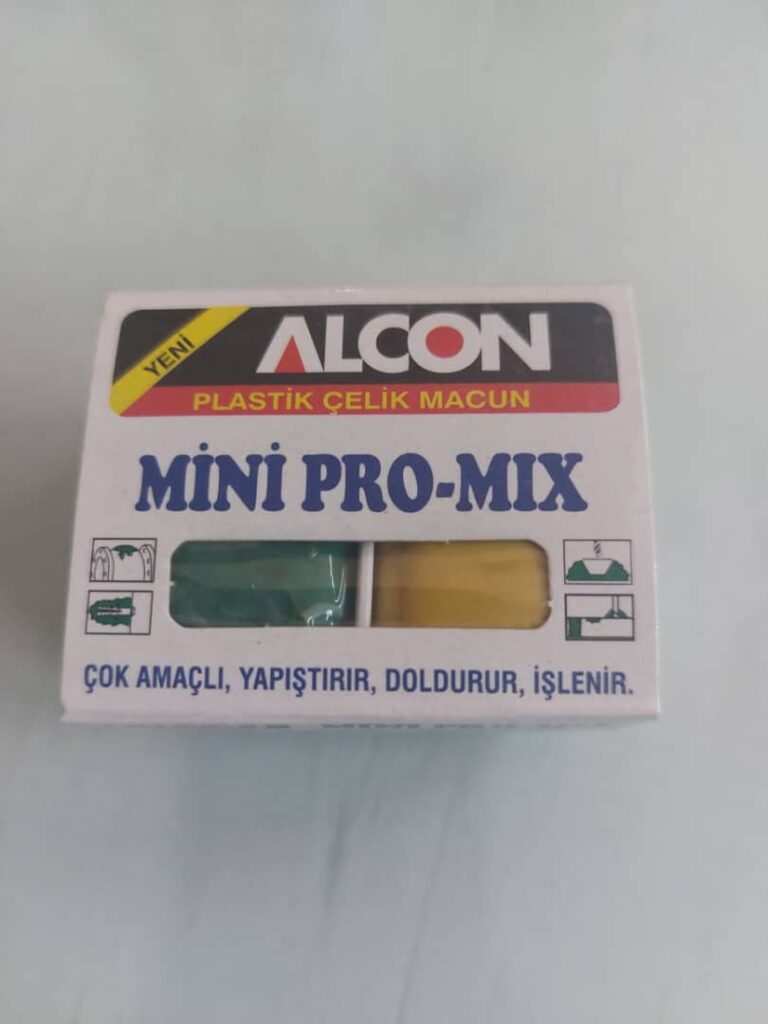 YENİ
ALCON
PLASTİK ÇELİK MACUN
MİNİ PRO-MIX
ÇOK AMAÇLI, YAPIŞTIRIR, DOLDURUR, İŞLENİR.